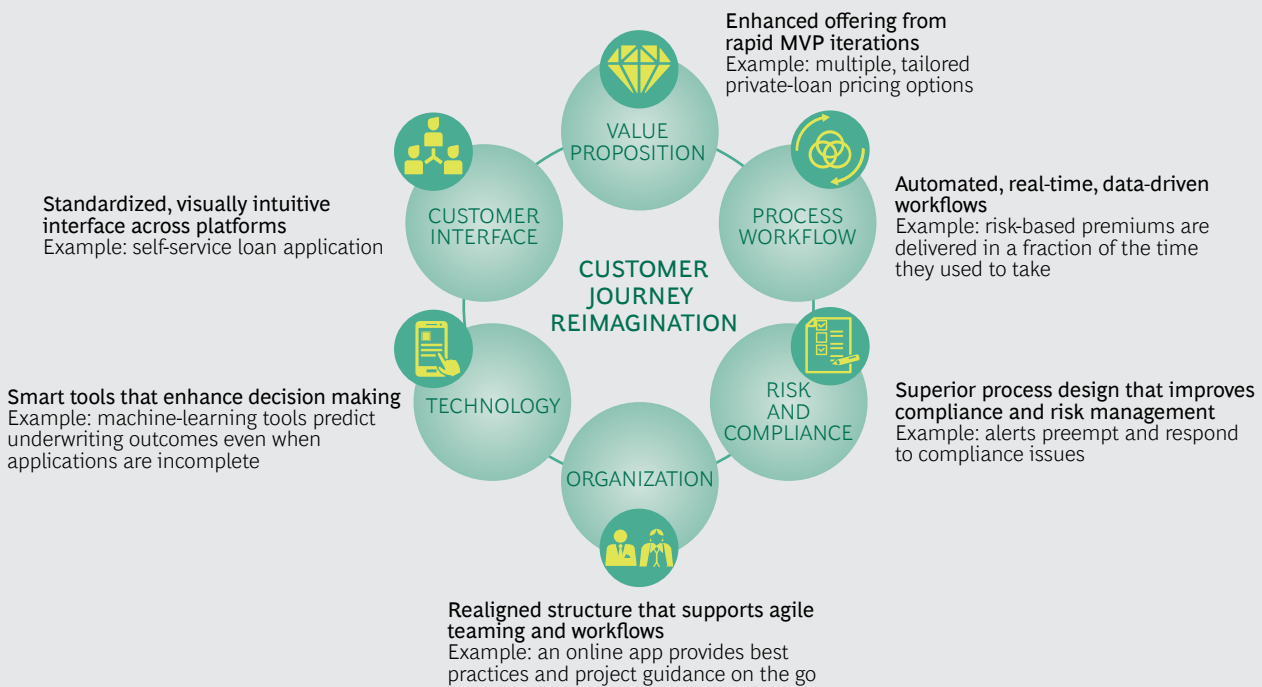 Enhanced offering from
rapid MVP iterations
Example: multiple, tailored
private-loan pricing options
VALUE
PROPOSITION
Automated, real-time, data-driven
workflows
Example: risk-based premiums are
delivered in a fraction of the time
they used to take
PROCESS
WORKFLOW
Standardized, visually intuitive
interface across platforms
Example: self-service loan application
CUSTOMER
INTERFACE
CUSTOMER
JOURNEY
REIMAGINATION
Smart tools that enhance decision making
Example: machine-learning tools predict
underwriting outcomes even when
applications are incomplete
TECHNOLOGY
RISK
AND
COMPLIANCE
Superior process design that improves
compliance and risk management
Example: alerts preempt and respond
to compliance issues
ORGANIZATION
Realigned structure that supports agile
teaming and workflows
Example: an online app provides best
practices and project guidance on the go